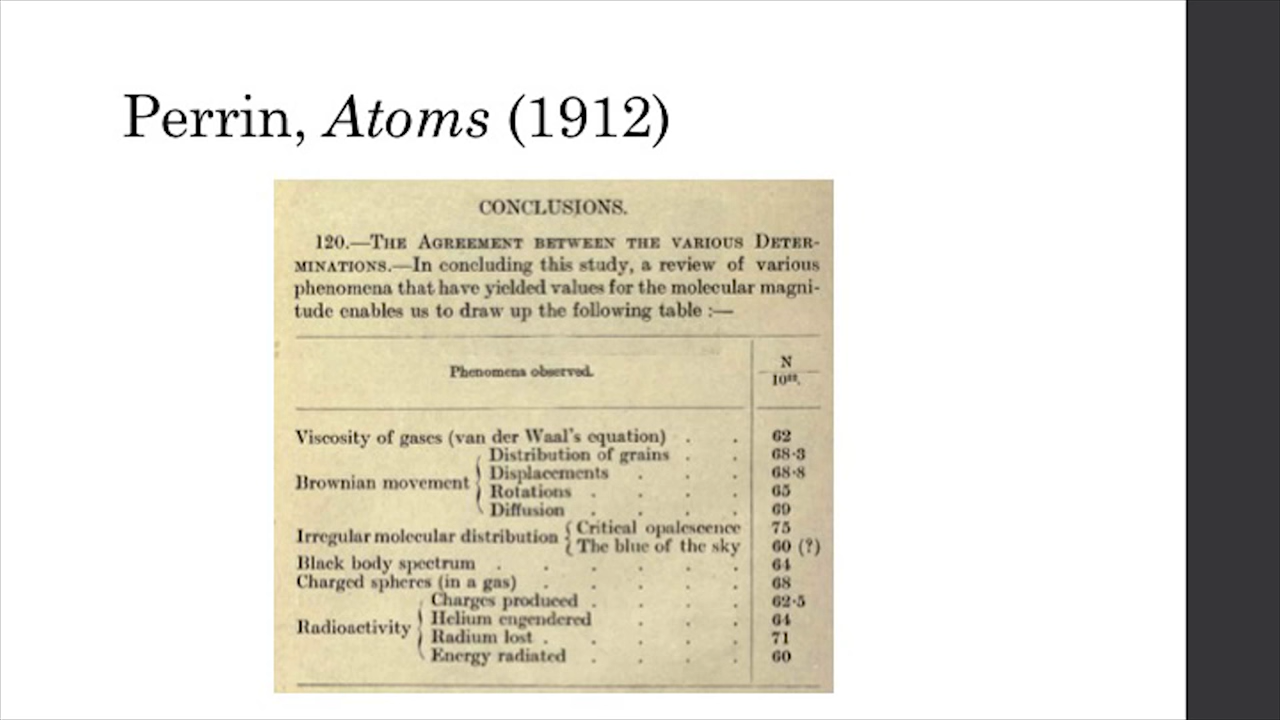 Perrin, Atoms (1912)
CONCLUSIONS.
120.—THE AGREEMENT BETWEEN THE VARIOUS DETER-
MINATIONS.—In concluding this study, a review of various
phenomena that have yielded values for the molecular magni-
tude enables us to draw up the following table :—
Phenomena observed. N
10²².
Viscosity of gases (van der Waal's equation) . . 62
Brownian movement { Distribution of grains . . 68·3
Displacements . . . 68·8
Rotations . . . . 65
Diffusion . . . . 69
Irregular molecular distribution { Critical opalescence 75
The blue of the sky 60 (?)
Black body spectrum . . . . . . 64
Charged spheres (in a gas) . . . . . 68
Radioactivity { Charges produced . . . . 62·5
Helium engendered . . . 64
Radium lost . . . . . 71
Energy radiated . . . . 60